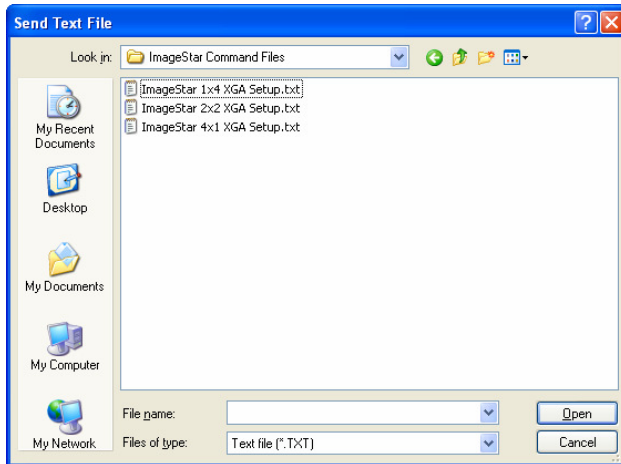 Send Text File
Look in: ImageStar Command Files
ImageStar 1x4 XGA Setup.txt
ImageStar 2x2 XGA Setup.txt
ImageStar 4x1 XGA Setup.txt
My Recent
Documents
Desktop
My Documents
My Computer
My Network
File name:
Open
Files of type: Text file (*.TXT)
Cancel